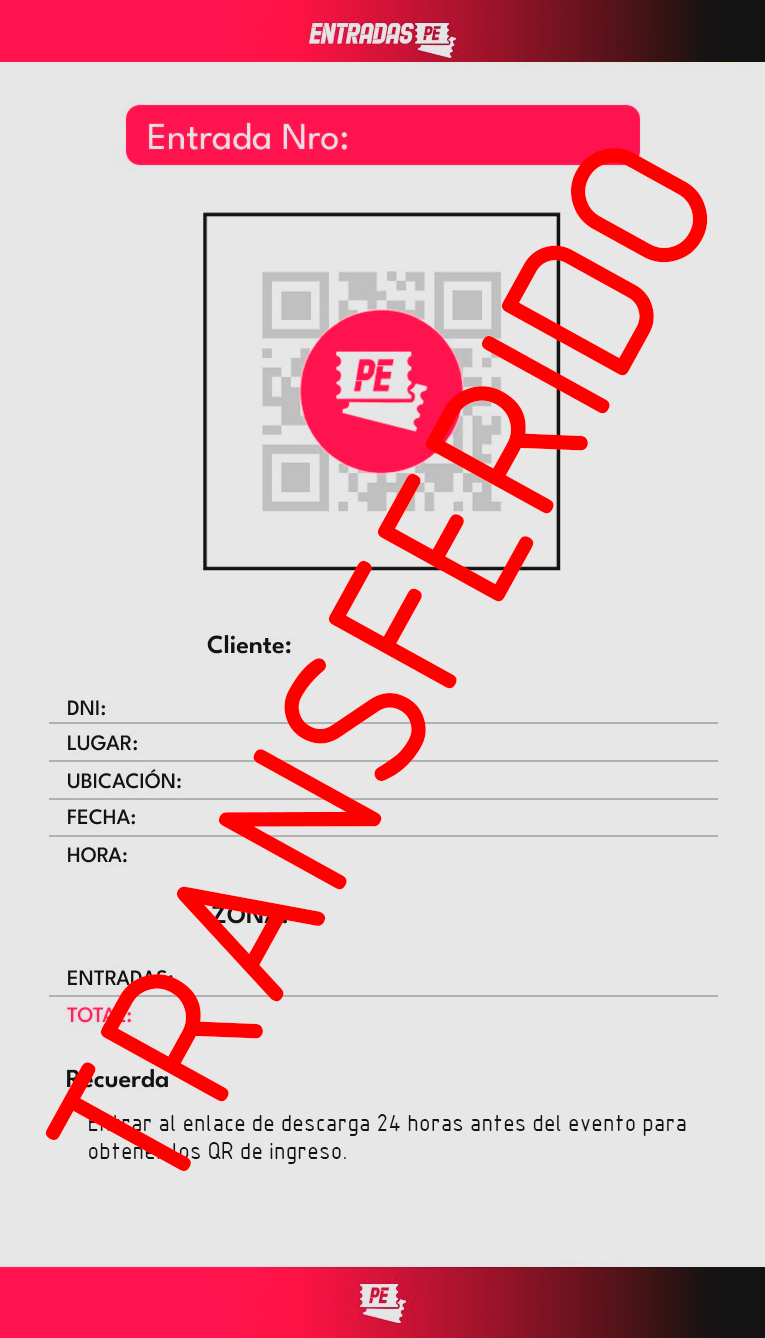 ENTRADAS PE
Entrada Nro:
PE
Cliente:
DNI:
LUGAR:
UBICACIÓN:
FECHA:
HORA:
ZONA:
ENTRADAS:
TOTAL:
Recuerda
Entrar al enlace de descarga 24 horas antes del evento para
obtener los QR de ingreso.
TRANSFERIDO
PE